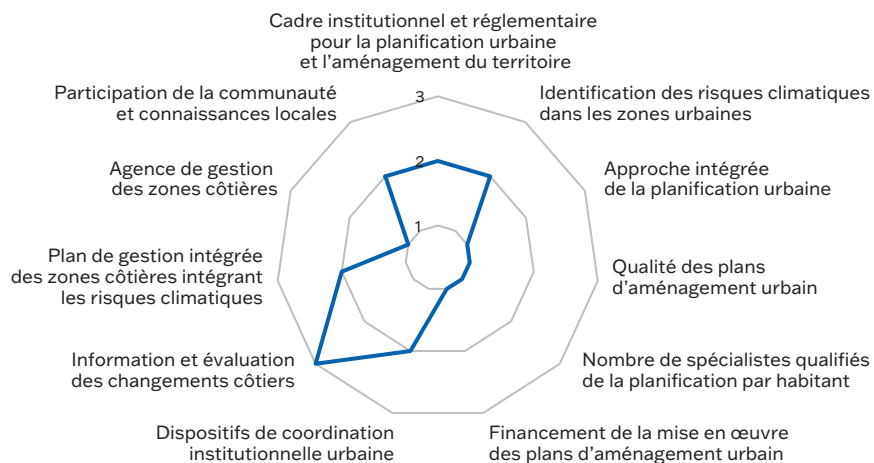 Cadre institutionnel et réglementaire
pour la planification urbaine
et l’aménagement du territoire
Participation de la communauté
et connaissances locales
Identification des risques climatiques
dans les zones urbaines
Agence de gestion
des zones côtières
Approche intégrée
de la planification urbaine
Plan de gestion intégrée
des zones côtières intégrant
les risques climatiques
Qualité des plans
d’aménagement urbain
Information et évaluation
des changements côtiers
Nombre de spécialistes qualifiés
de la planification par habitant
Dispositifs de coordination
institutionnelle urbaine
Financement de la mise en œuvre
des plans d’aménagement urbain
3
2
1